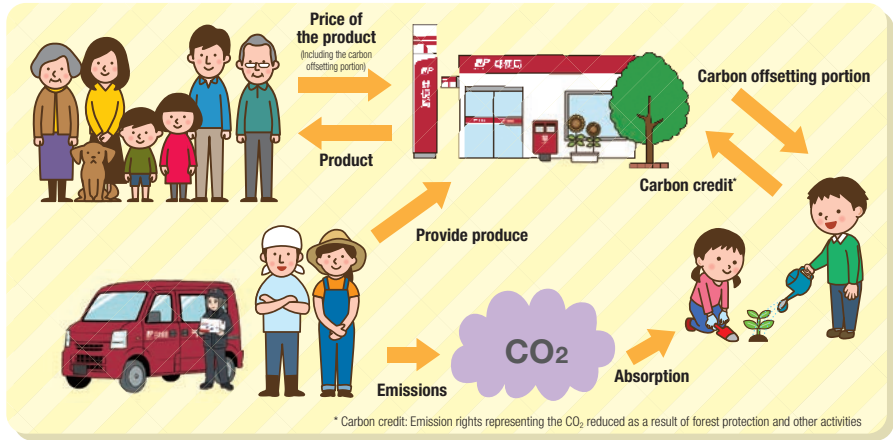 Price of
the product
(Including the carbon
offsetting portion)
Product
Carbon offsetting portion
Carbon credit*
Provide produce
Emissions
CO₂
Absorption
* Carbon credit: Emission rights representing the CO₂ reduced as a result of forest protection and other activities